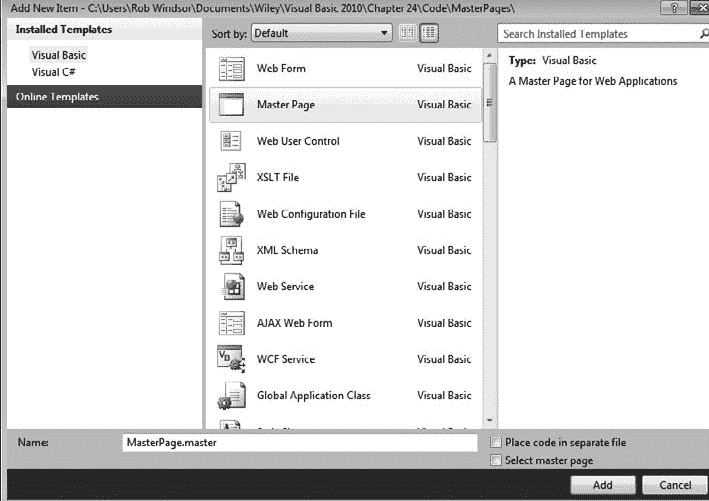 Add New Item - C:\Users\Rob Windsor\Documents\Wiley\Visual Basic 2010\Chapter 24\Code\MasterPages\
Installed Templates
Visual Basic
Visual C#
Online Templates
Sort by: Default
Search Installed Templates
Web Form Visual Basic
Master Page Visual Basic
Web User Control Visual Basic
XSLT File Visual Basic
Web Configuration File Visual Basic
XML Schema Visual Basic
Web Service Visual Basic
AJAX Web Form Visual Basic
WCF Service Visual Basic
Global Application Class Visual Basic
Type: Visual Basic
A Master Page for Web Applications
Name: MasterPage.master
Place code in separate file
Select master page
Add Cancel